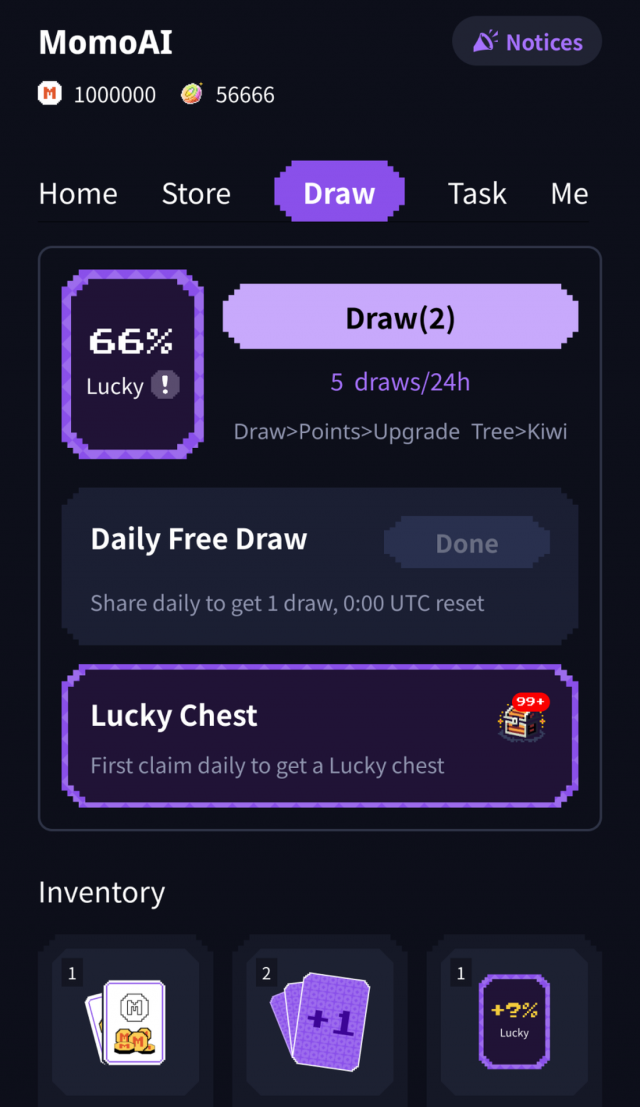 MomoAI
Notices
M 1000000 56666
Home Store Draw Task Me
66%
Lucky !
Draw(2)
5 draws/24h
Draw>Points>Upgrade Tree>Kiwi
Daily Free Draw
Done
Share daily to get 1 draw, 0:00 UTC reset
Lucky Chest
99+
First claim daily to get a Lucky chest
Inventory
1
M
2
+1
1
+?%
Lucky